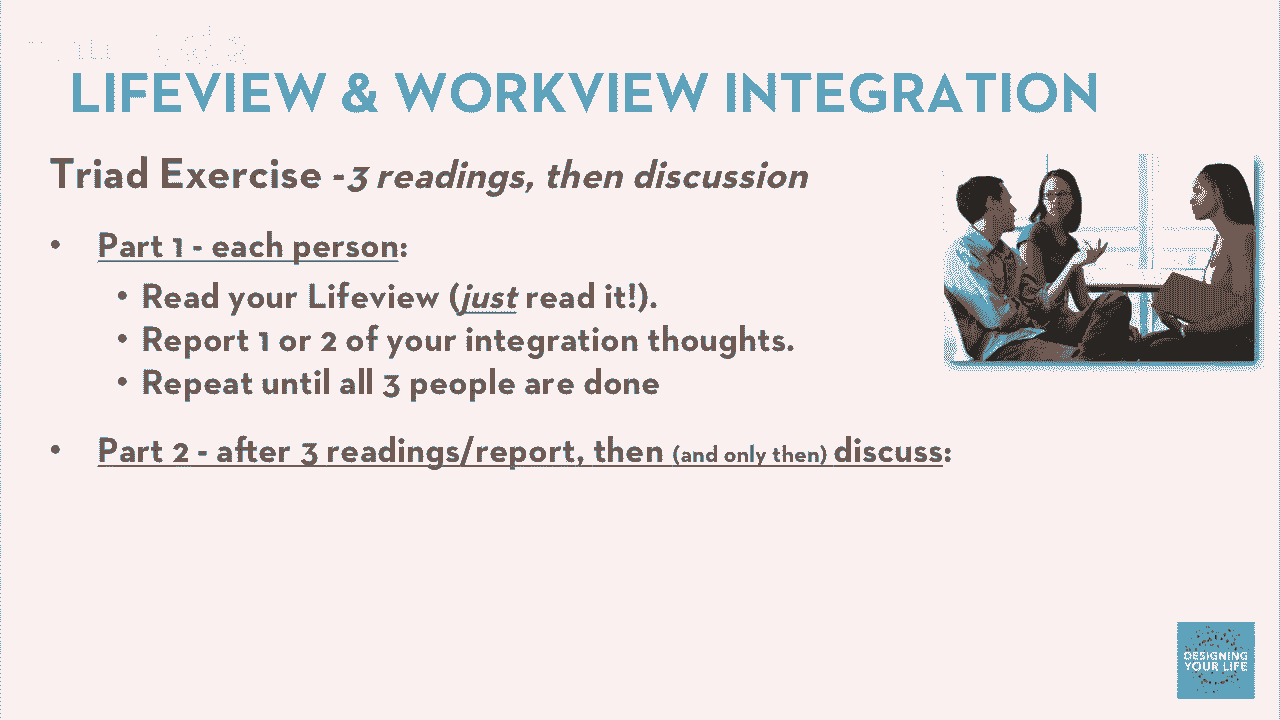 LIFEVIEW & WORKVIEW INTEGRATION
Triad Exercise -3 readings, then discussion
• Part 1 - each person:
• Read your Lifeview (just read it!).
• Report 1 or 2 of your integration thoughts.
• Repeat until all 3 people are done
• Part 2 - after 3 readings/report, then (and only then) discuss:
DESIGNING
YOUR LIFE